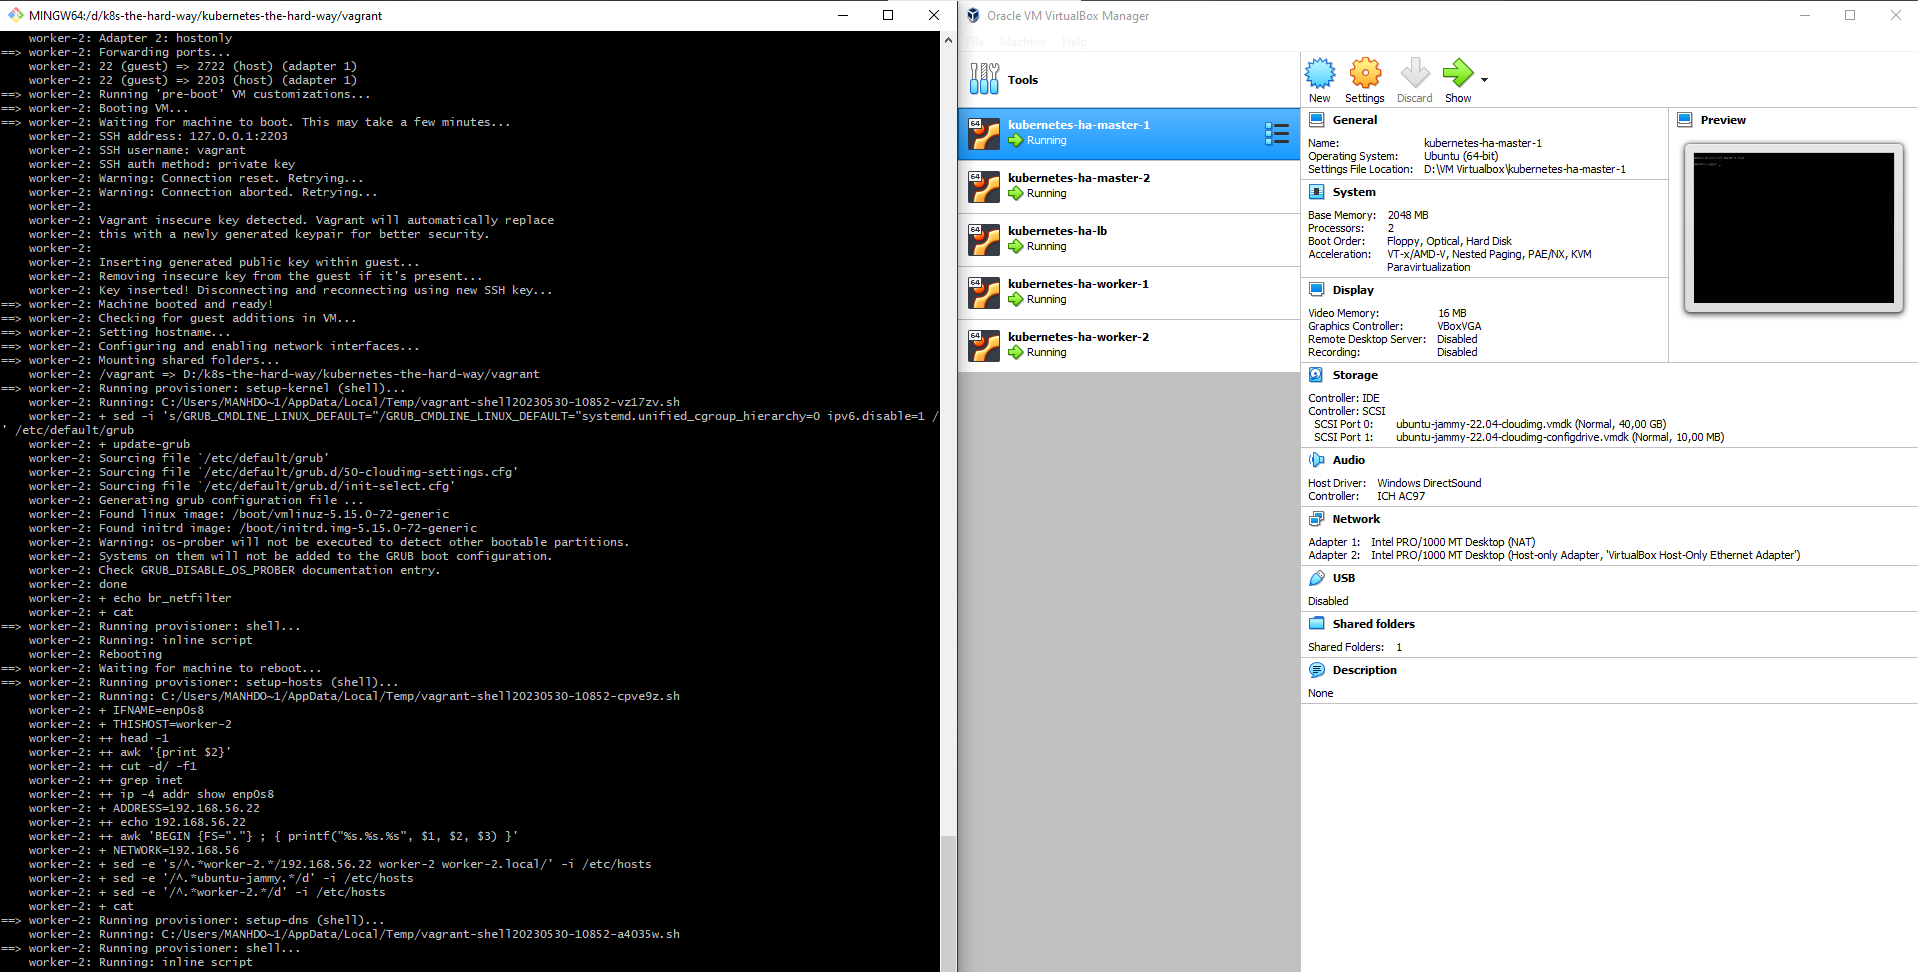 MINGW64:/d/k8s-the-hard-way/kubernetes-the-hard-way/vagrant
worker-2: Adapter 2: hostonly
==> worker-2: Forwarding ports...
worker-2: 22 (guest) => 2722 (host) (adapter 1)
worker-2: 22 (guest) => 2203 (host) (adapter 1)
==> worker-2: Running 'pre-boot' VM customizations...
==> worker-2: Booting VM...
==> worker-2: Waiting for machine to boot. This may take a few minutes...
worker-2: SSH address: 127.0.0.1:2203
worker-2: SSH username: vagrant
worker-2: SSH auth method: private key
worker-2: Warning: Connection reset. Retrying...
worker-2: Warning: Connection aborted. Retrying...
worker-2:
worker-2: Vagrant insecure key detected. Vagrant will automatically replace
worker-2: this with a newly generated keypair for better security.
worker-2:
worker-2: Inserting generated public key within guest...
worker-2: Removing insecure key from the guest if it's present...
worker-2: Key inserted! Disconnecting and reconnecting using new SSH key...
==> worker-2: Machine booted and ready!
==> worker-2: Checking for guest additions in VM...
==> worker-2: Setting hostname...
==> worker-2: Configuring and enabling network interfaces...
==> worker-2: Mounting shared folders...
worker-2: /vagrant => D:/k8s-the-hard-way/kubernetes-the-hard-way/vagrant
==> worker-2: Running provisioner: setup-kernel (shell)...
worker-2: Running: C:/Users/MANHDO~1/AppData/Local/Temp/vagrant-shell20230530-10852-vz17zv.sh
worker-2: + sed -i 's/GRUB_CMDLINE_LINUX_DEFAULT="/GRUB_CMDLINE_LINUX_DEFAULT="systemd.unified_cgroup_hierarchy=0 ipv6.disable=1 /
' /etc/default/grub
worker-2: + update-grub
worker-2: Sourcing file `/etc/default/grub'
worker-2: Sourcing file `/etc/default/grub.d/50-cloudimg-settings.cfg'
worker-2: Sourcing file `/etc/default/grub.d/init-select.cfg'
worker-2: Generating grub configuration file ...
worker-2: Found linux image: /boot/vmlinuz-5.15.0-72-generic
worker-2: Found initrd image: /boot/initrd.img-5.15.0-72-generic
worker-2: Warning: os-prober will not be executed to detect other bootable partitions.
worker-2: Systems on them will not be added to the GRUB boot configuration.
worker-2: Check GRUB_DISABLE_OS_PROBER documentation entry.
worker-2: done
worker-2: + echo br_netfilter
worker-2: + cat
==> worker-2: Running provisioner: shell...
worker-2: Running: inline script
worker-2: Rebooting
==> worker-2: Waiting for machine to reboot...
==> worker-2: Running provisioner: setup-hosts (shell)...
worker-2: Running: C:/Users/MANHDO~1/AppData/Local/Temp/vagrant-shell20230530-10852-cpve9z.sh
worker-2: + IFNAME=enp0s8
worker-2: + THISHOST=worker-2
worker-2: ++ head -1
worker-2: ++ awk '{print $2}'
worker-2: ++ cut -d/ -f1
worker-2: ++ grep inet
worker-2: ++ ip -4 addr show enp0s8
worker-2: + ADDRESS=192.168.56.22
worker-2: ++ echo 192.168.56.22
worker-2: ++ awk 'BEGIN {FS="."} ; { printf("%s.%s.%s", $1, $2, $3) }'
worker-2: + NETWORK=192.168.56
worker-2: + sed -e 's/^.*worker-2.*/192.168.56.22 worker-2 worker-2.local/' -i /etc/hosts
worker-2: + sed -e '/^.*ubuntu-jammy.*/d' -i /etc/hosts
worker-2: + sed -e '/^.*worker-2.*/d' -i /etc/hosts
worker-2: + cat
==> worker-2: Running provisioner: setup-dns (shell)...
worker-2: Running: C:/Users/MANHDO~1/AppData/Local/Temp/vagrant-shell20230530-10852-a4035w.sh
==> worker-2: Running provisioner: shell...
worker-2: Running: inline script
Oracle VM VirtualBox Manager
File Machine Help
Tools
64 kubernetes-ha-master-1
Running
64 kubernetes-ha-master-2
Running
64 kubernetes-ha-lb
Running
64 kubernetes-ha-worker-1
Running
64 kubernetes-ha-worker-2
Running
New Settings Discard Show
General
Name: kubernetes-ha-master-1
Operating System: Ubuntu (64-bit)
Settings File Location: D:\VM Virtualbox\kubernetes-ha-master-1
System
Base Memory: 2048 MB
Processors: 2
Boot Order: Floppy, Optical, Hard Disk
Acceleration: VT-x/AMD-V, Nested Paging, PAE/NX, KVM
Paravirtualization
Display
Video Memory: 16 MB
Graphics Controller: VBoxVGA
Remote Desktop Server: Disabled
Recording: Disabled
Preview
Storage
Controller: IDE
Controller: SCSI
SCSI Port 0: ubuntu-jammy-22.04-cloudimg.vmdk (Normal, 40,00 GB)
SCSI Port 1: ubuntu-jammy-22.04-cloudimg-configdrive.vmdk (Normal, 10,00 MB)
Audio
Host Driver: Windows DirectSound
Controller: ICH AC97
Network
Adapter 1: Intel PRO/1000 MT Desktop (NAT)
Adapter 2: Intel PRO/1000 MT Desktop (Host-only Adapter, 'VirtualBox Host-Only Ethernet Adapter')
USB
Disabled
Shared folders
Shared Folders: 1
Description
None